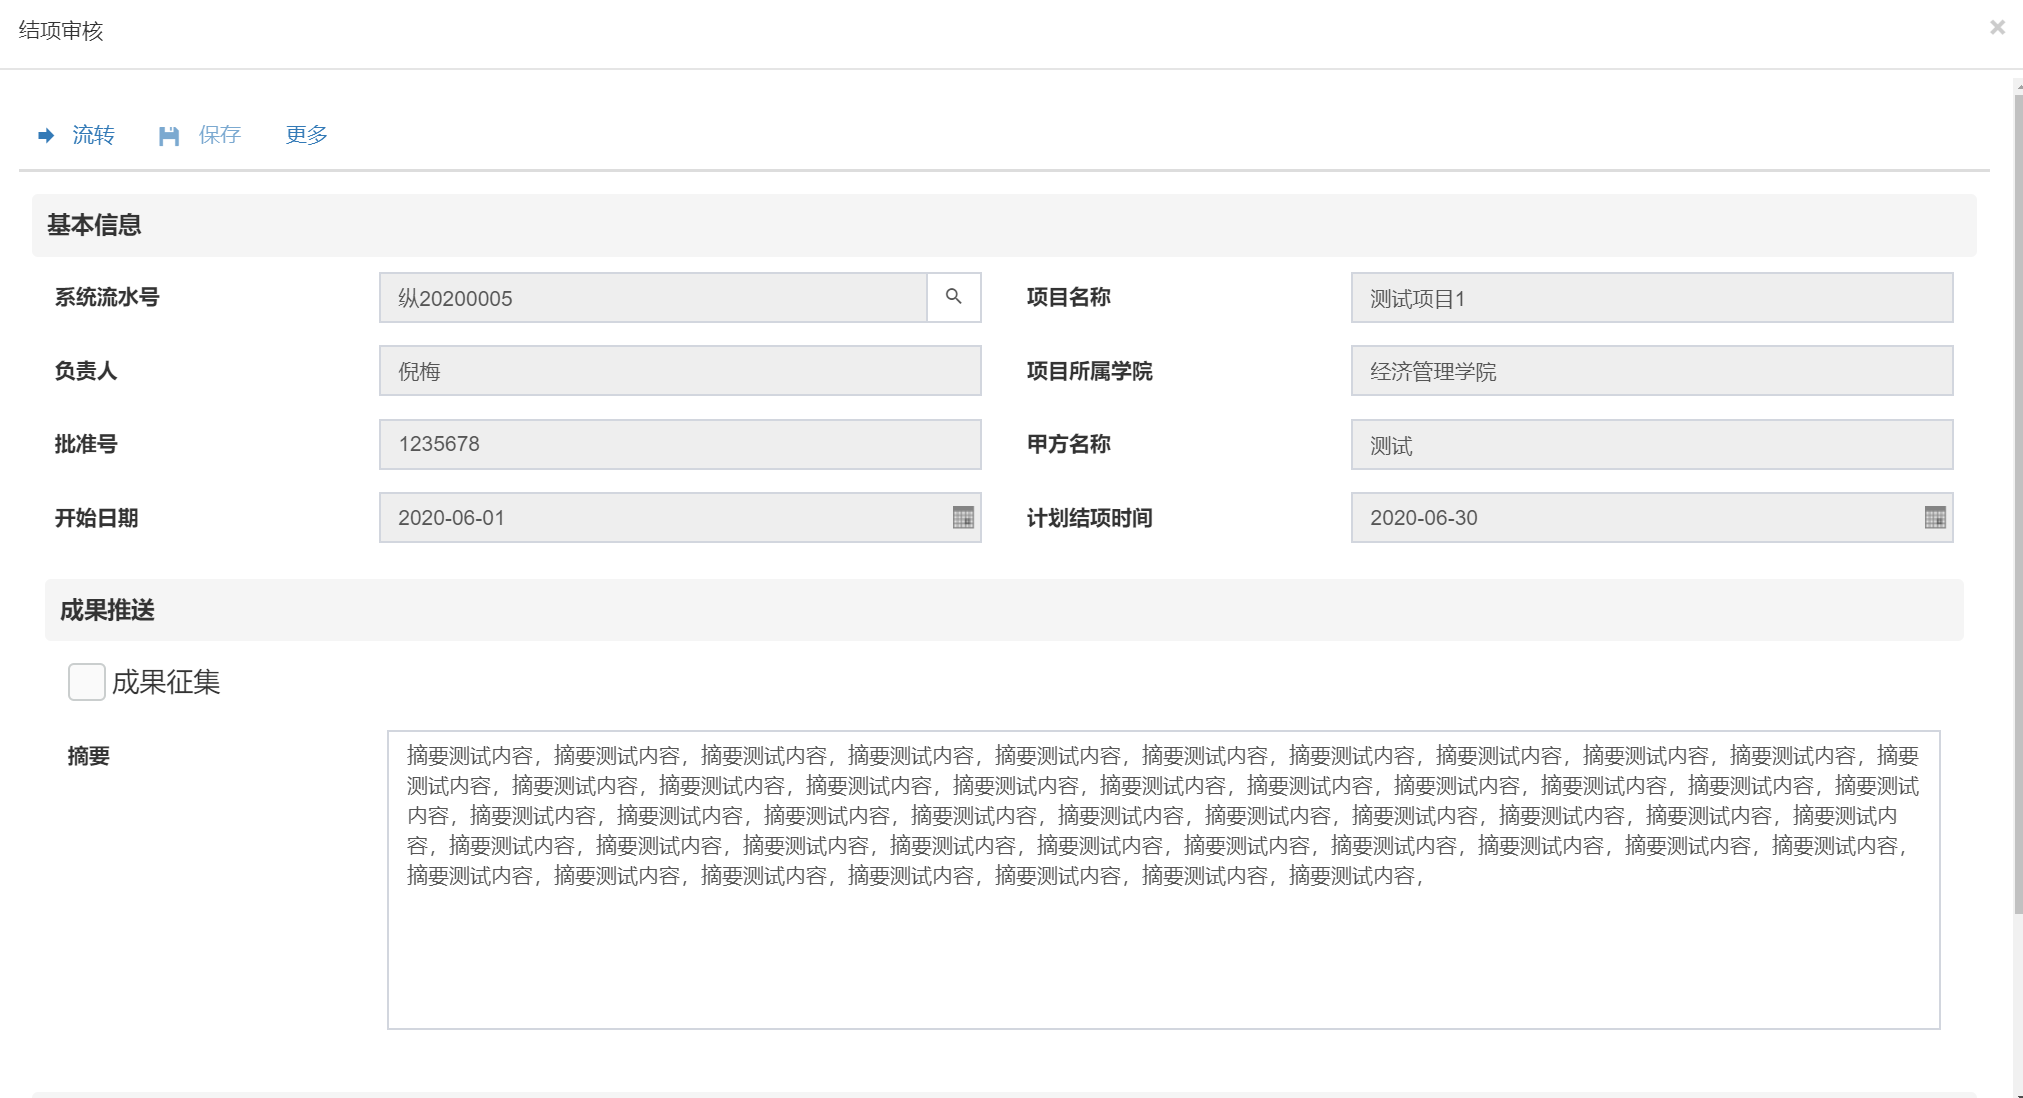 结项审核
×
流转 保存 更多
基本信息
系统流水号 纵20200005 项目名称 测试项目1
负责人 倪梅 项目所属学院 经济管理学院
批准号 1235678 甲方名称 测试
开始日期 2020-06-01 计划结项时间 2020-06-30
成果推送
成果征集
摘要 摘要测试内容，摘要测试内容，摘要测试内容，摘要测试内容，摘要测试内容，摘要测试内容，摘要测试内容，摘要测试内容，摘要测试内容，摘要测试内容，摘要
测试内容，摘要测试内容，摘要测试内容，摘要测试内容，摘要测试内容，摘要测试内容，摘要测试内容，摘要测试内容，摘要测试内容，摘要测试内容，摘要测试
内容，摘要测试内容，摘要测试内容，摘要测试内容，摘要测试内容，摘要测试内容，摘要测试内容，摘要测试内容，摘要测试内容，摘要测试内容，摘要测试内
容，摘要测试内容，摘要测试内容，摘要测试内容，摘要测试内容，摘要测试内容，摘要测试内容，摘要测试内容，摘要测试内容，摘要测试内容，摘要测试内容，
摘要测试内容，摘要测试内容，摘要测试内容，摘要测试内容，摘要测试内容，摘要测试内容，摘要测试内容，